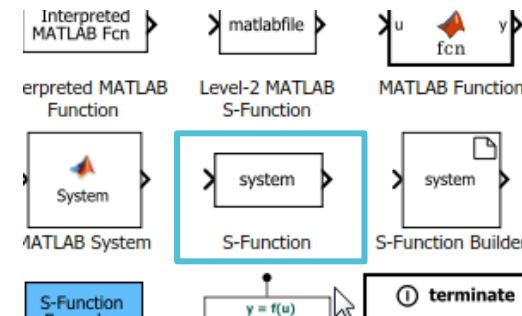 Interpreted
MATLAB Fcn
matlabfile
u
fcn
y
erpreted MATLAB
Function
Level-2 MATLAB
S-Function
MATLAB Function
System
system
system
MATLAB System
S-Function
S-Function Builder
S-Function
y = f(u)
terminate